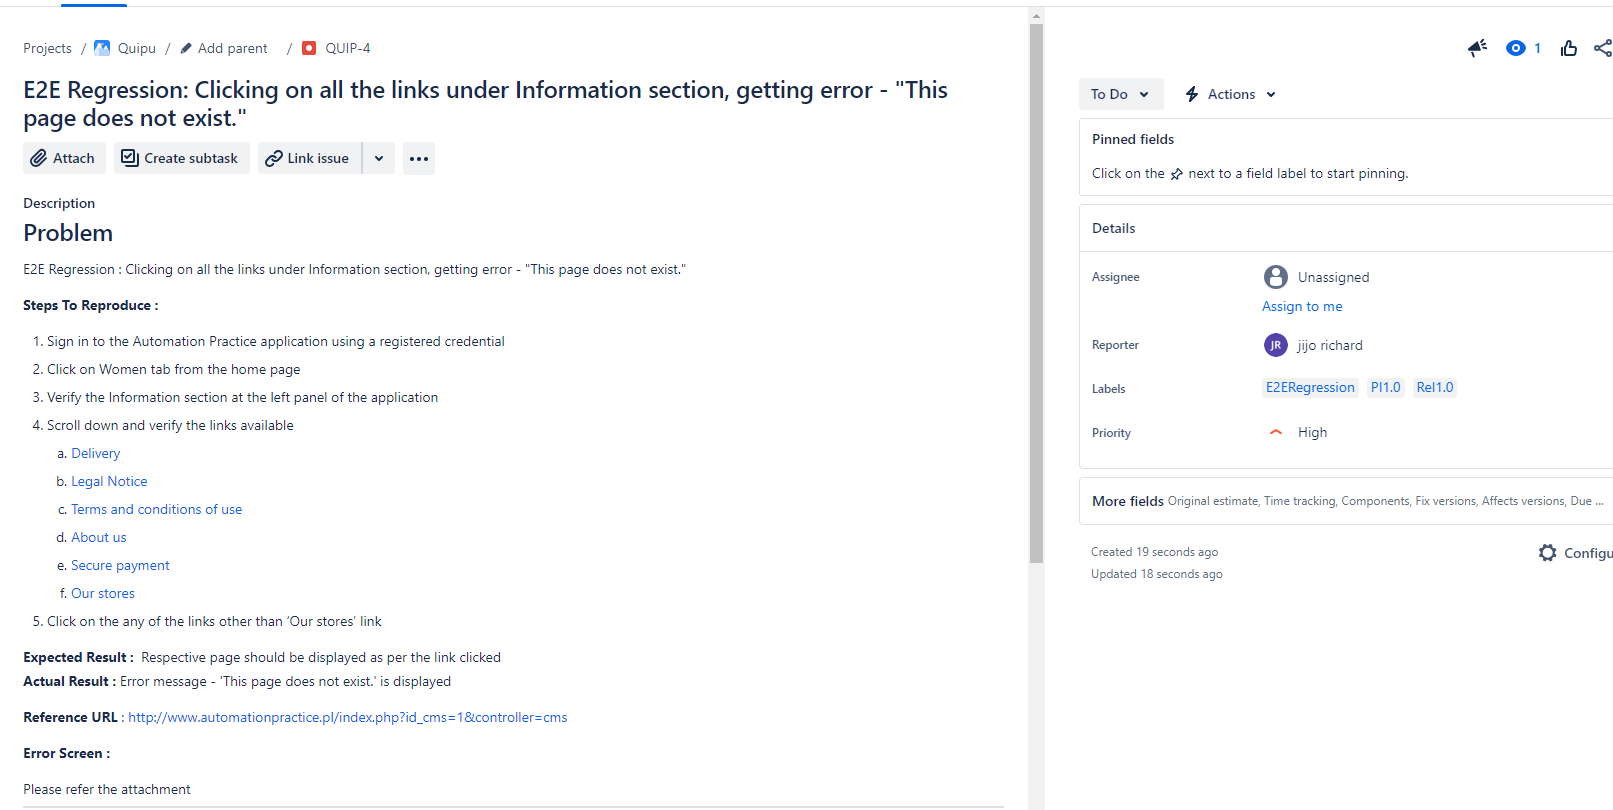 Projects / Quipu / Add parent / QUIP-4
E2E Regression: Clicking on all the links under Information section, getting error - "This
page does not exist."
Attach Create subtask Link issue
Description
Problem
E2E Regression : Clicking on all the links under Information section, getting error - "This page does not exist."
Steps To Reproduce :
1. Sign in to the Automation Practice application using a registered credential
2. Click on Women tab from the home page
3. Verify the Information section at the left panel of the application
4. Scroll down and verify the links available
a. Delivery
b. Legal Notice
c. Terms and conditions of use
d. About us
e. Secure payment
f. Our stores
5. Click on the any of the links other than ‘Our stores’ link
Expected Result : Respective page should be displayed as per the link clicked
Actual Result : Error message - 'This page does not exist.' is displayed
Reference URL : http://www.automationpractice.pl/index.php?id_cms=1&controller=cms
Error Screen :
Please refer the attachment
1
To Do Actions
Pinned fields
Click on the next to a field label to start pinning.
Details
Assignee Unassigned
Assign to me
Reporter JR jijo richard
Labels E2ERegression PI1.0 Rel1.0
Priority High
More fields Original estimate, Time tracking, Components, Fix versions, Affects versions, Due ...
Created 19 seconds ago Configu
Updated 18 seconds ago